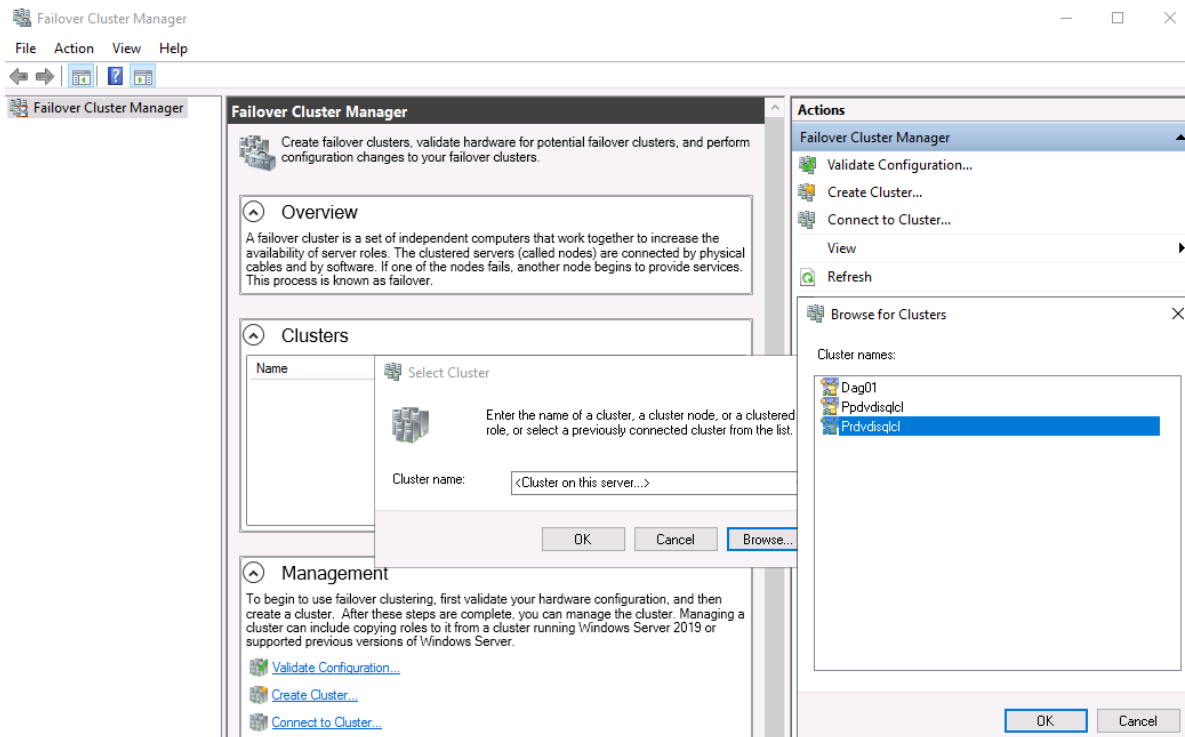 Failover Cluster Manager
File Action View Help
Failover Cluster Manager
Failover Cluster Manager
Create failover clusters, validate hardware for potential failover clusters, and perform
configuration changes to your failover clusters.
Overview
A failover cluster is a set of independent computers that work together to increase the
availability of server roles. The clustered servers (called nodes) are connected by physical
cables and by software. If one of the nodes fails, another node begins to provide services.
This process is known as failover.
Clusters
Name
Select Cluster
Enter the name of a cluster, a cluster node, or a clustered
role, or select a previously connected cluster from the list.
Cluster name:
<Cluster on this server...>
OK Cancel Browse...
Management
To begin to use failover clustering, first validate your hardware configuration, and then
create a cluster. After these steps are complete, you can manage the cluster. Managing a
cluster can include copying roles to it from a cluster running Windows Server 2019 or
supported previous versions of Windows Server.
Validate Configuration...
Create Cluster...
Connect to Cluster...
Actions
Failover Cluster Manager
Validate Configuration...
Create Cluster...
Connect to Cluster...
View
Refresh
Browse for Clusters
Cluster names:
Dag01
Ppdvdisqlcl
Prdvdisqlcl
OK Cancel